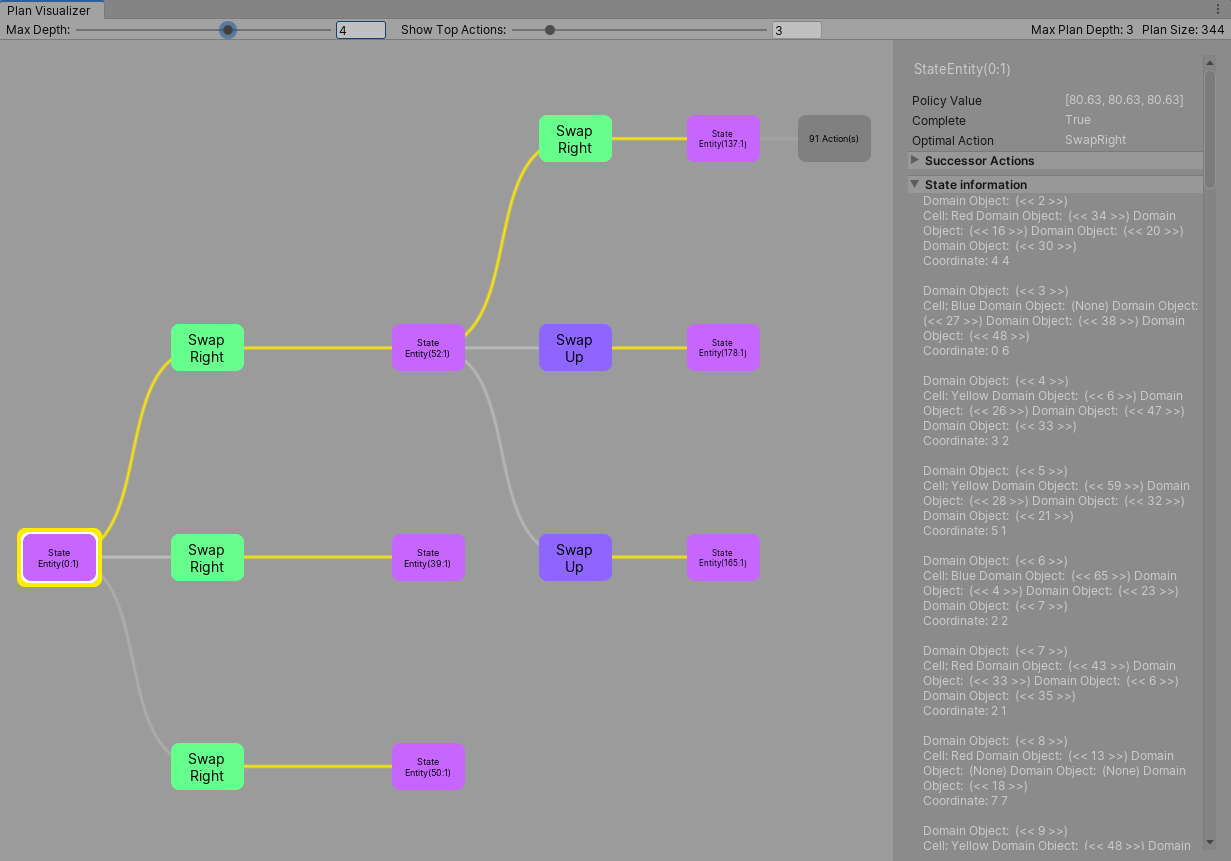 Plan Visualizer
Max Depth:
4
Show Top Actions:
3
Max Plan Depth: 3 Plan Size: 344
Swap
Right
State
Entity(137:1)
91 Action(s)
Swap
Right
State
Entity(52:1)
Swap
Up
State
Entity(178:1)
State
Entity(0:1)
Swap
Right
State
Entity(39:1)
Swap
Up
State
Entity(165:1)
Swap
Right
State
Entity(50:1)
StateEntity(0:1)
Policy Value [80.63, 80.63, 80.63]
Complete True
Optimal Action SwapRight
Successor Actions
State information
Domain Object: (<< 2 >>)
Cell: Red Domain Object: (<< 34 >>) Domain
Object: (<< 16 >>) Domain Object: (<< 20 >>)
Domain Object: (<< 30 >>)
Coordinate: 4 4
Domain Object: (<< 3 >>)
Cell: Blue Domain Object: (None) Domain Object:
(<< 27 >>) Domain Object: (<< 38 >>) Domain
Object: (<< 48 >>)
Coordinate: 0 6
Domain Object: (<< 4 >>)
Cell: Yellow Domain Object: (<< 6 >>) Domain
Object: (<< 26 >>) Domain Object: (<< 47 >>)
Domain Object: (<< 33 >>)
Coordinate: 3 2
Domain Object: (<< 5 >>)
Cell: Yellow Domain Object: (<< 59 >>) Domain
Object: (<< 28 >>) Domain Object: (<< 32 >>)
Domain Object: (<< 21 >>)
Coordinate: 5 1
Domain Object: (<< 6 >>)
Cell: Blue Domain Object: (<< 65 >>) Domain
Object: (<< 4 >>) Domain Object: (<< 23 >>)
Domain Object: (<< 7 >>)
Coordinate: 2 2
Domain Object: (<< 7 >>)
Cell: Red Domain Object: (<< 43 >>) Domain
Object: (<< 33 >>) Domain Object: (<< 6 >>)
Domain Object: (<< 35 >>)
Coordinate: 2 1
Domain Object: (<< 8 >>)
Cell: Red Domain Object: (<< 13 >>) Domain
Object: (None) Domain Object: (None) Domain
Object: (<< 18 >>)
Coordinate: 7 7
Domain Object: (<< 9 >>)
Cell: Yellow Domain Object: (<< 48 >>) Domain